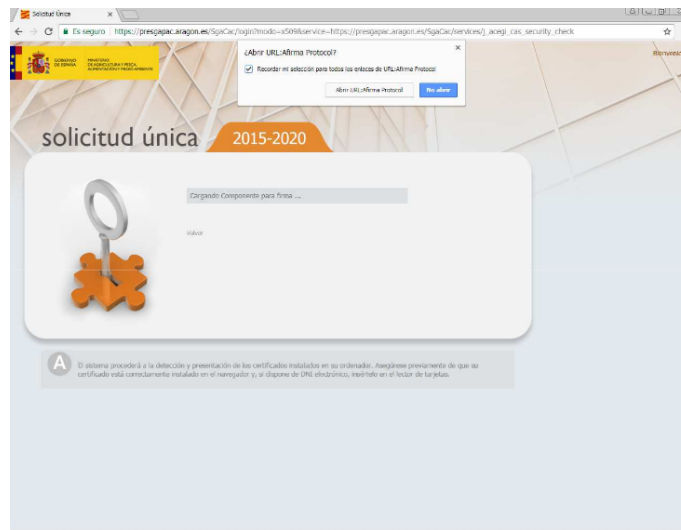 Solicitud Única
Es seguro | https://presgapac.aragon.es/SgaCac/login?modo=x509&service=https://presgapac.aragon.es/SgaCac/services/j_acegi_cas_security_check
GOBIERNO
DE ESPAÑA
MINISTERIO
DE AGRICULTURA Y PESCA,
ALIMENTACIÓN Y MEDIO AMBIENTE
¿Abrir URL:Afirma Protocol?
Recordar mi selección para todos los enlaces de URL:Afirma Protocol
Abrir URL:Afirma Protocol
No abrir
solicitud única
2015-2020
Cargando Componente para firma ...
Volver
A
El sistema procederá a la detección y presentación de los certificados instalados en su ordenador. Asegúrese previamente de que su
certificado está correctamente instalado en el navegador y, si dispone de DNI electrónico, insértelo en el lector de tarjetas.